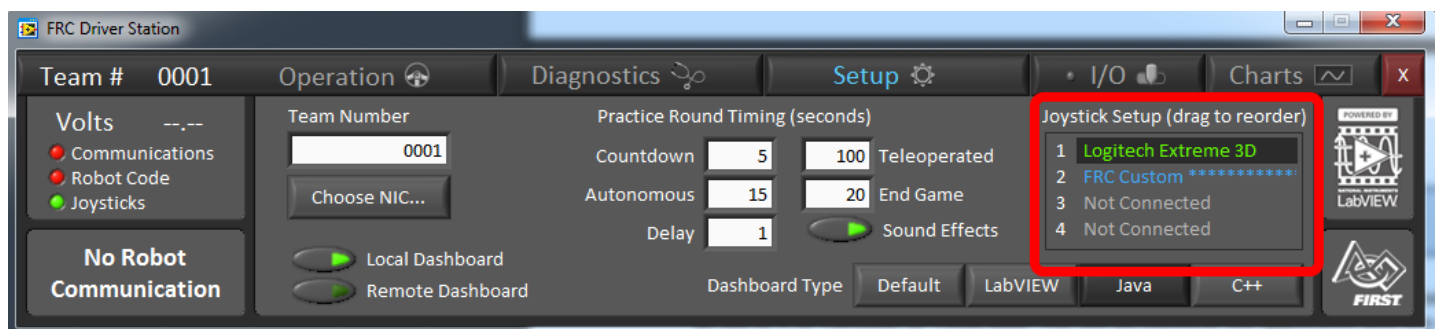 FRC Driver Station
Team # 0001 Operation Diagnostics Setup I/O Charts X
Volts --.--
Communications
Robot Code
Joysticks
No Robot
Communication
Team Number
0001
Choose NIC...
Local Dashboard
Remote Dashboard
Practice Round Timing (seconds)
Countdown 5 100 Teleoperated
Autonomous 15 20 End Game
Delay 1 Sound Effects
Dashboard Type Default LabVIEW Java C++
Joystick Setup (drag to reorder)
1 Logitech Extreme 3D
2 FRC Custom ************
3 Not Connected
4 Not Connected
POWERED BY
NATIONAL INSTRUMENTS
LabVIEW
FIRST